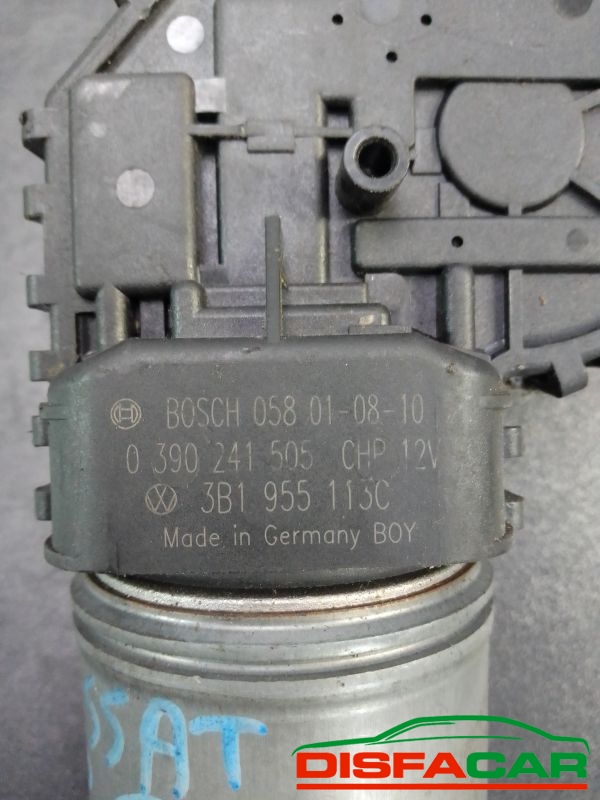 BOSCH 058 01-08-10
0 390 241 505 CHP 12V
3B1 955 113C
Made in Germany BOY
SSAT
DISFACAR